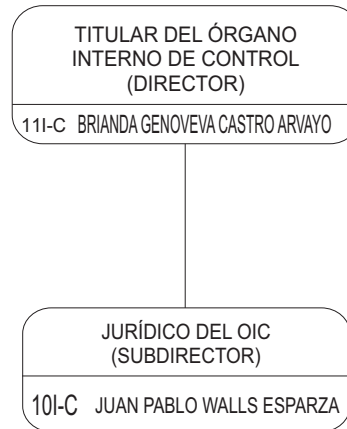 TITULAR DEL ÓRGANO
INTERNO DE CONTROL
(DIRECTOR)
11I-C BRIANDA GENOVEVA CASTRO ARVAYO
JURÍDICO DEL OIC
(SUBDIRECTOR)
10I-C JUAN PABLO WALLS ESPARZA